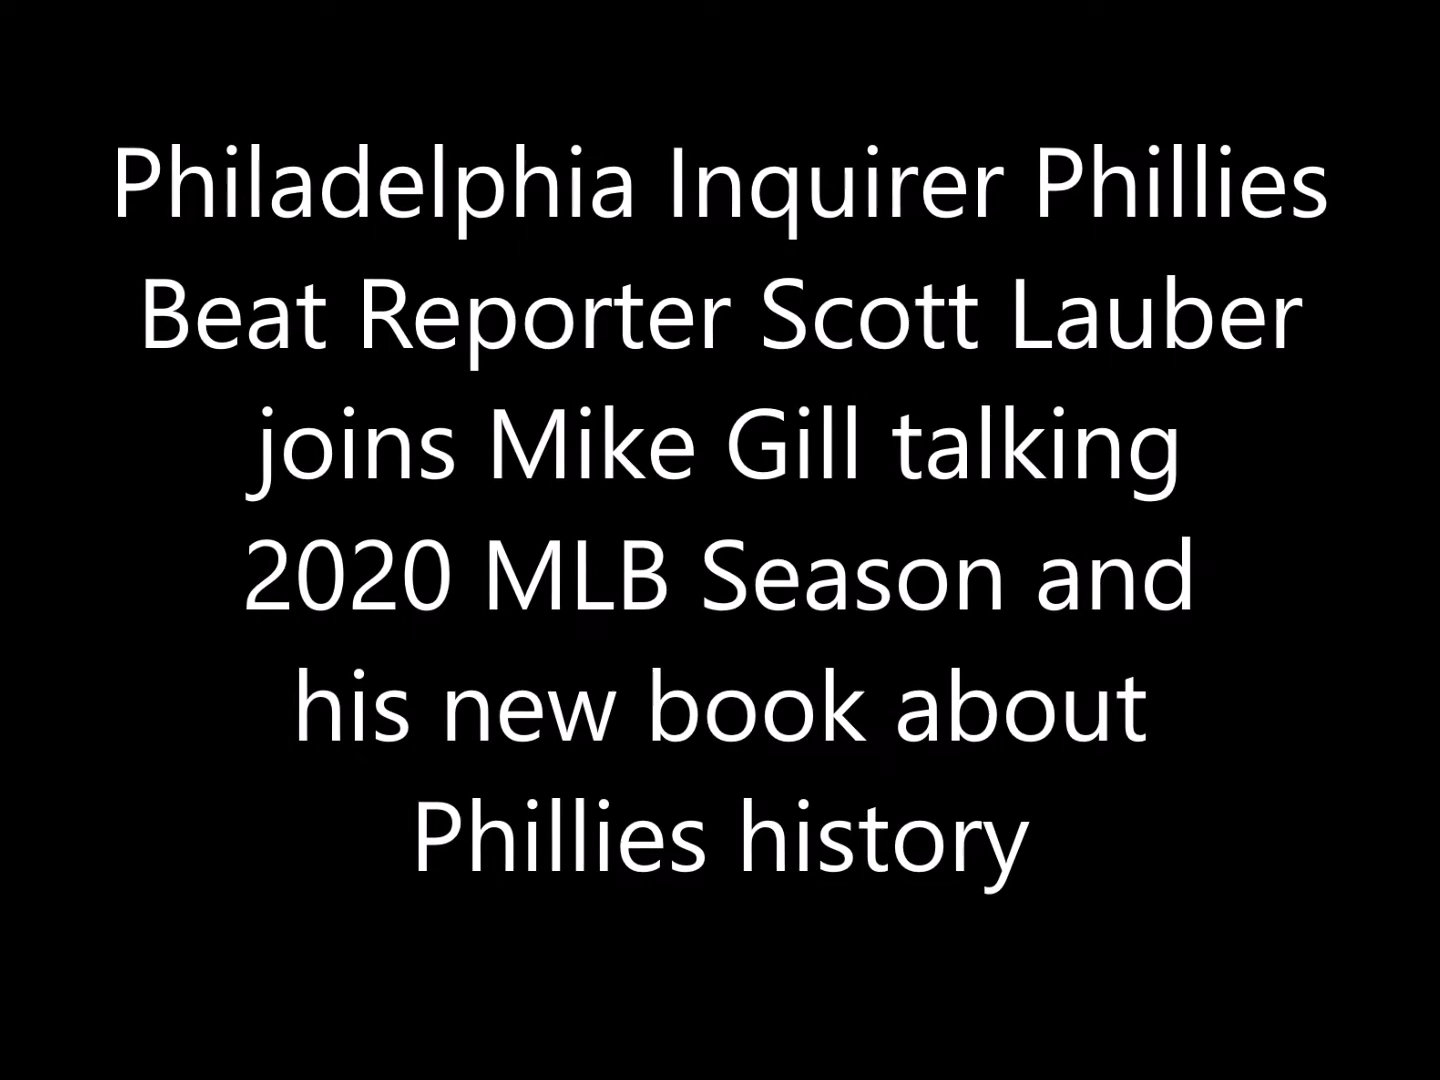 Philadelphia Inquirer Phillies
Beat Reporter Scott Lauber
joins Mike Gill talking
2020 MLB Season and
his new book about
Phillies history